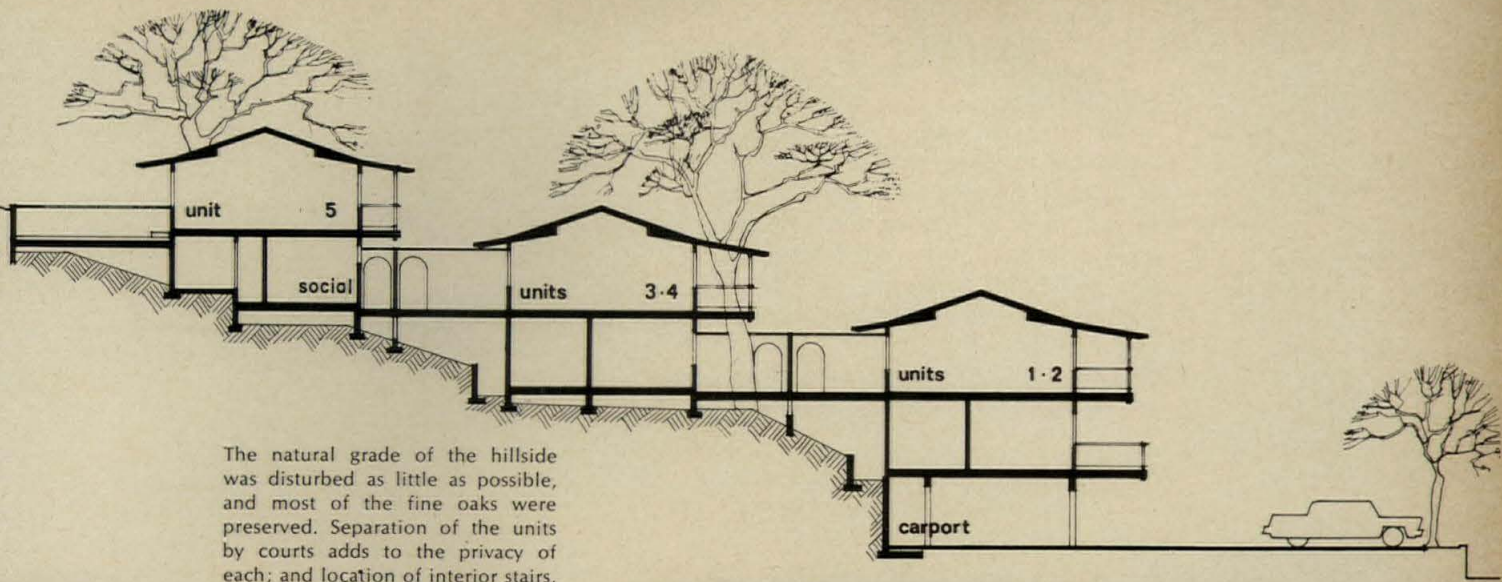 unit 5
social
units 3·4
units 1·2
carport
The natural grade of the hillside
was disturbed as little as possible,
and most of the fine oaks were
preserved. Separation of the units
by courts adds to the privacy of
each; and location of interior stairs,